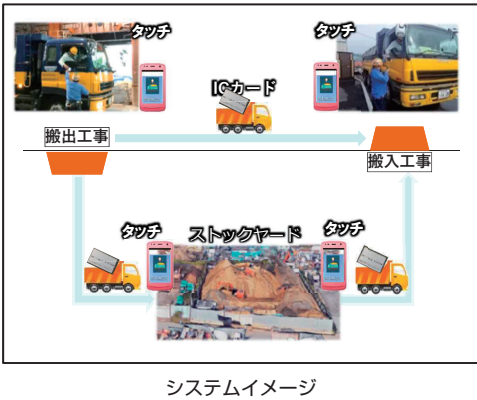 タッチ
タッチ
ICカード
搬出工事
搬入工事
タッチ
ストックヤード
タッチ
システムイメージ